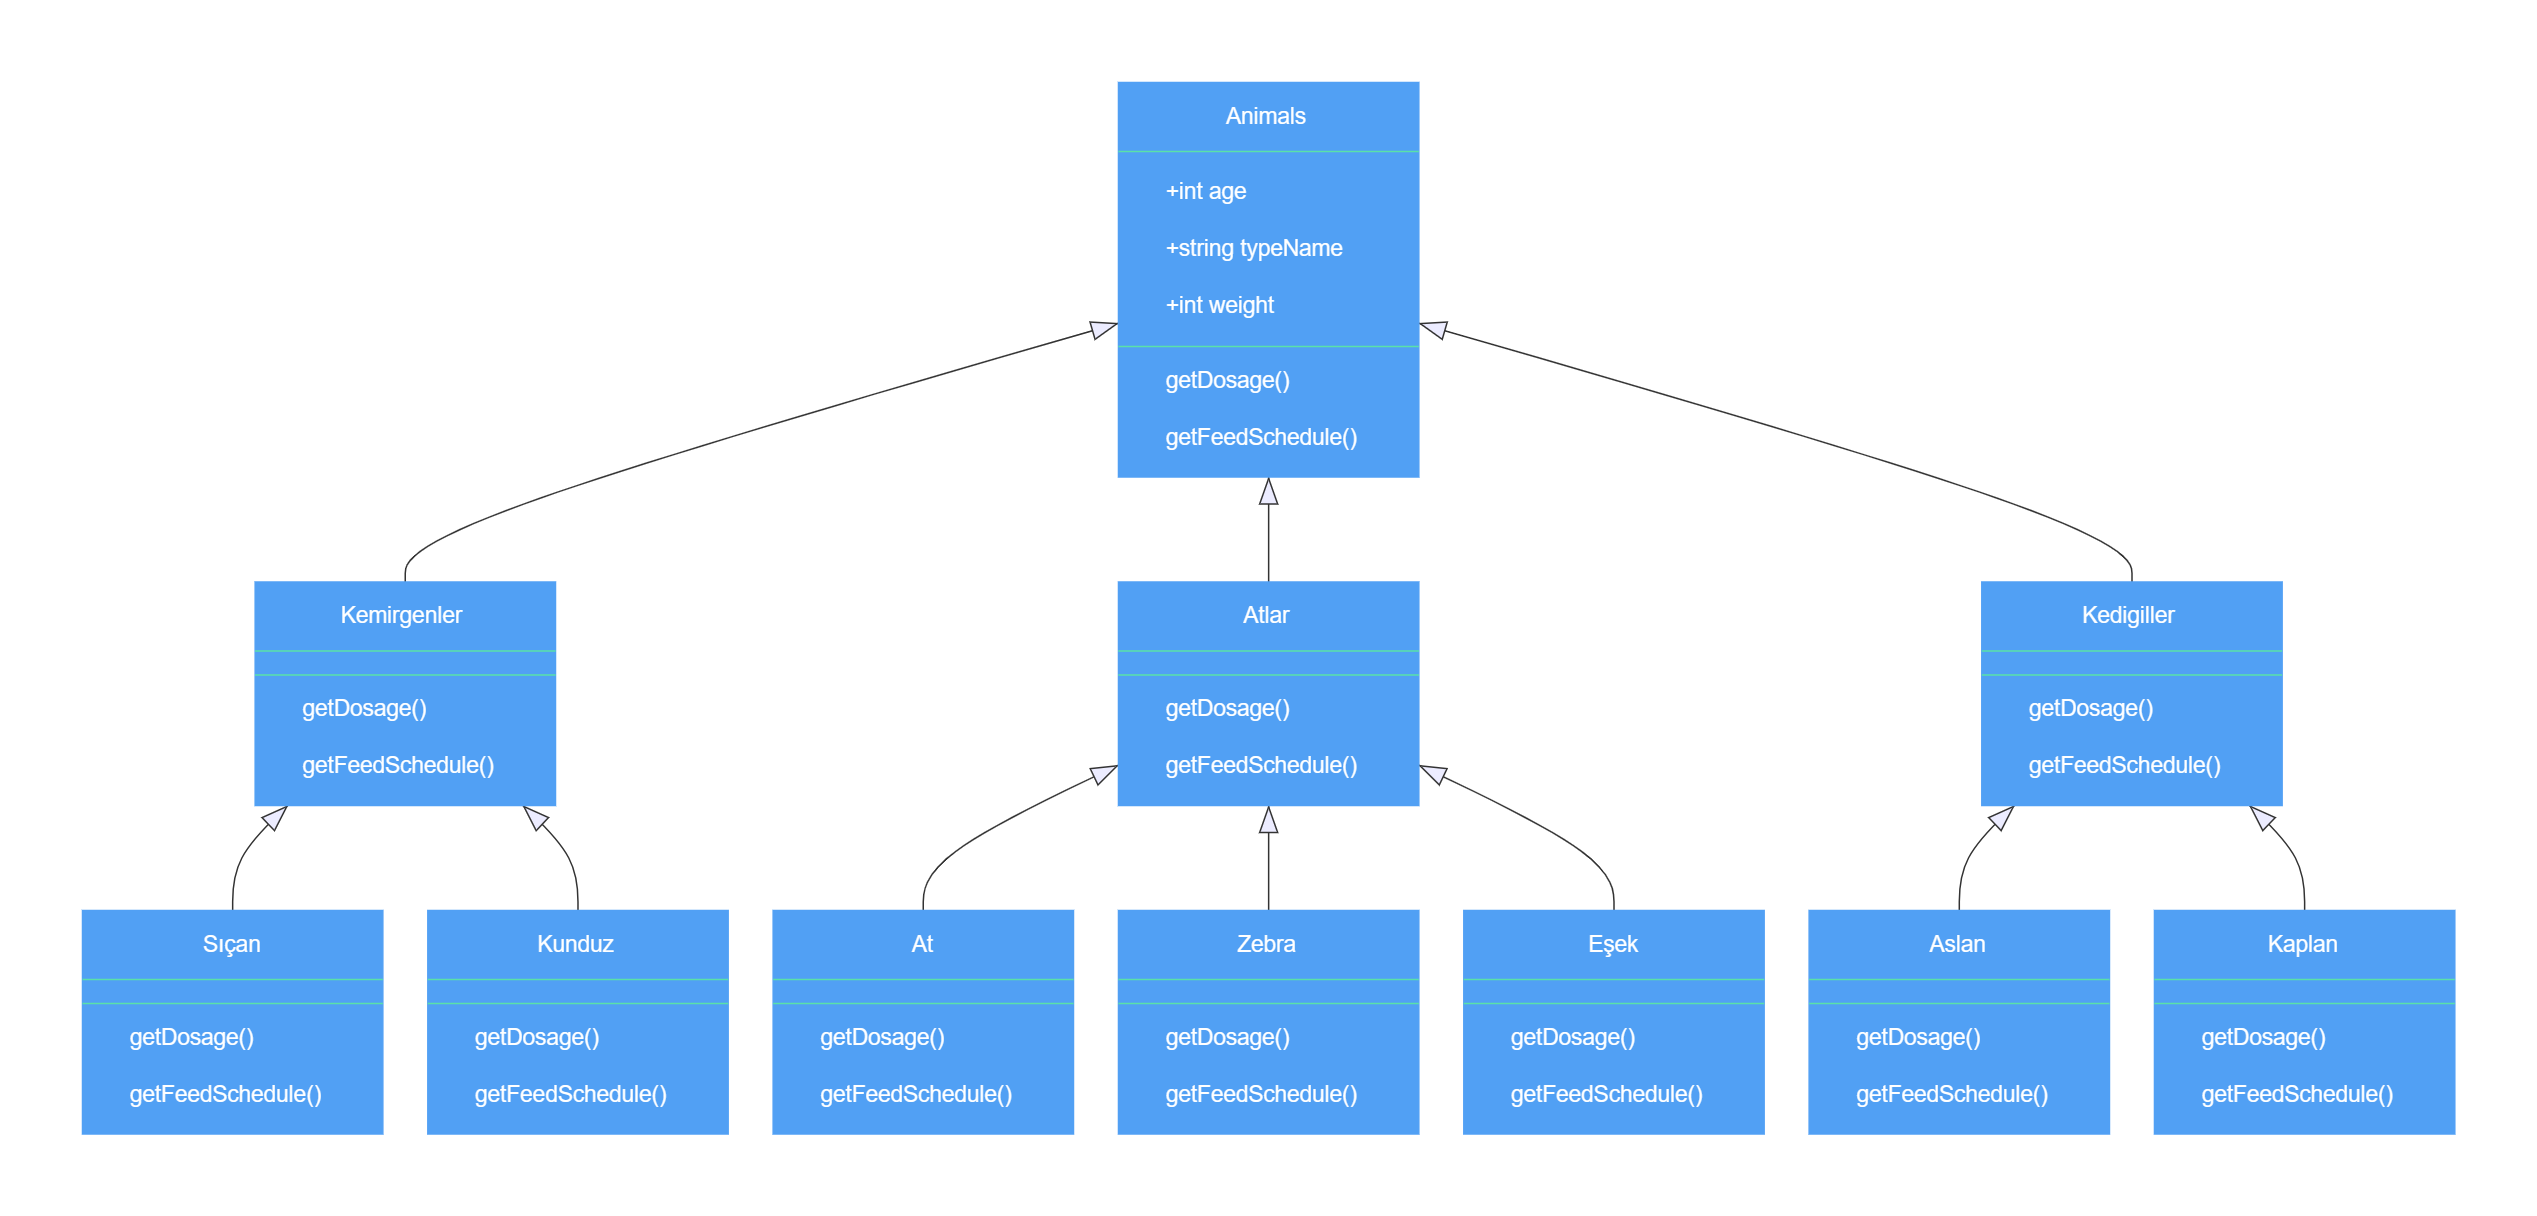 Animals
+int age
+string typeName
+int weight
getDosage()
getFeedSchedule()
Kemirgenler
getDosage()
getFeedSchedule()
Atlar
getDosage()
getFeedSchedule()
Kedigiller
getDosage()
getFeedSchedule()
Sıçan
getDosage()
getFeedSchedule()
Kunduz
getDosage()
getFeedSchedule()
At
getDosage()
getFeedSchedule()
Zebra
getDosage()
getFeedSchedule()
Eşek
getDosage()
getFeedSchedule()
Aslan
getDosage()
getFeedSchedule()
Kaplan
getDosage()
getFeedSchedule()